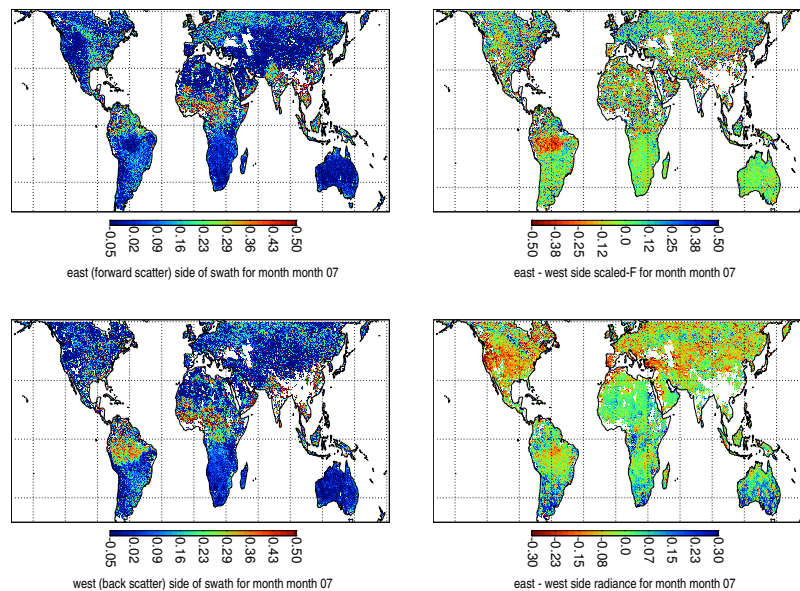 -0.05 0.02 0.09 0.16 0.23 0.29 0.36 0.43 0.50
east (forward scatter) side of swath for month month 07
-0.50 -0.38 -0.25 -0.12 0.0 0.12 0.25 0.38 0.50
east - west side scaled-F for month month 07
-0.05 0.02 0.09 0.16 0.23 0.29 0.36 0.43 0.50
west (back scatter) side of swath for month month 07
-0.30 -0.23 -0.15 -0.08 0.0 0.07 0.15 0.23 0.30
east - west side radiance for month month 07